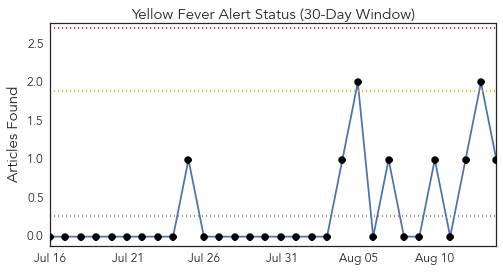 Yellow Fever Alert Status (30-Day Window)
Articles Found
2.5
2.0
1.5
1.0
0.5
0.0
Jul 16 Jul 21 Jul 26 Jul 31 Aug 05 Aug 10